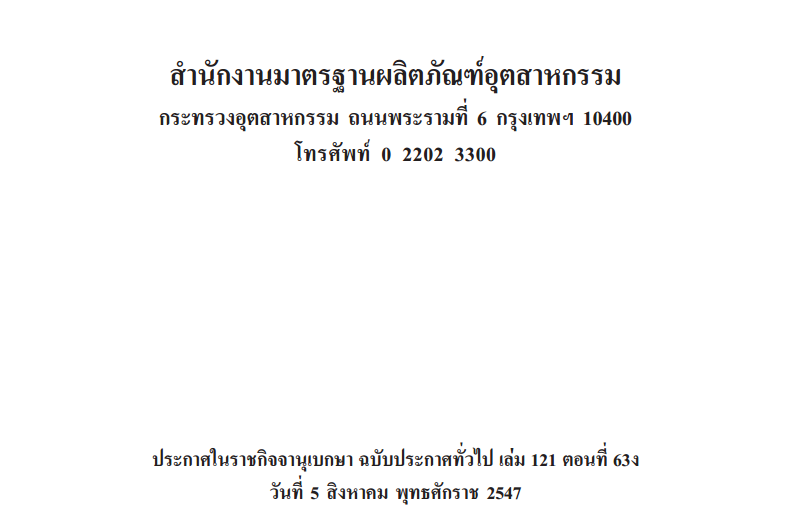 สำนักงานมาตรฐานผลิตภัณฑ์อุตสาหกรรม
กระทรวงอุตสาหกรรม ถนนพระรามที่ 6 กรุงเทพฯ 10400
โทรศัพท์ 0 2202 3300
ประกาศในราชกิจจานุเบกษา ฉบับประกาศทั่วไป เล่ม 121 ตอนที่ 63ง
วันที่ 5 สิงหาคม พุทธศักราช 2547